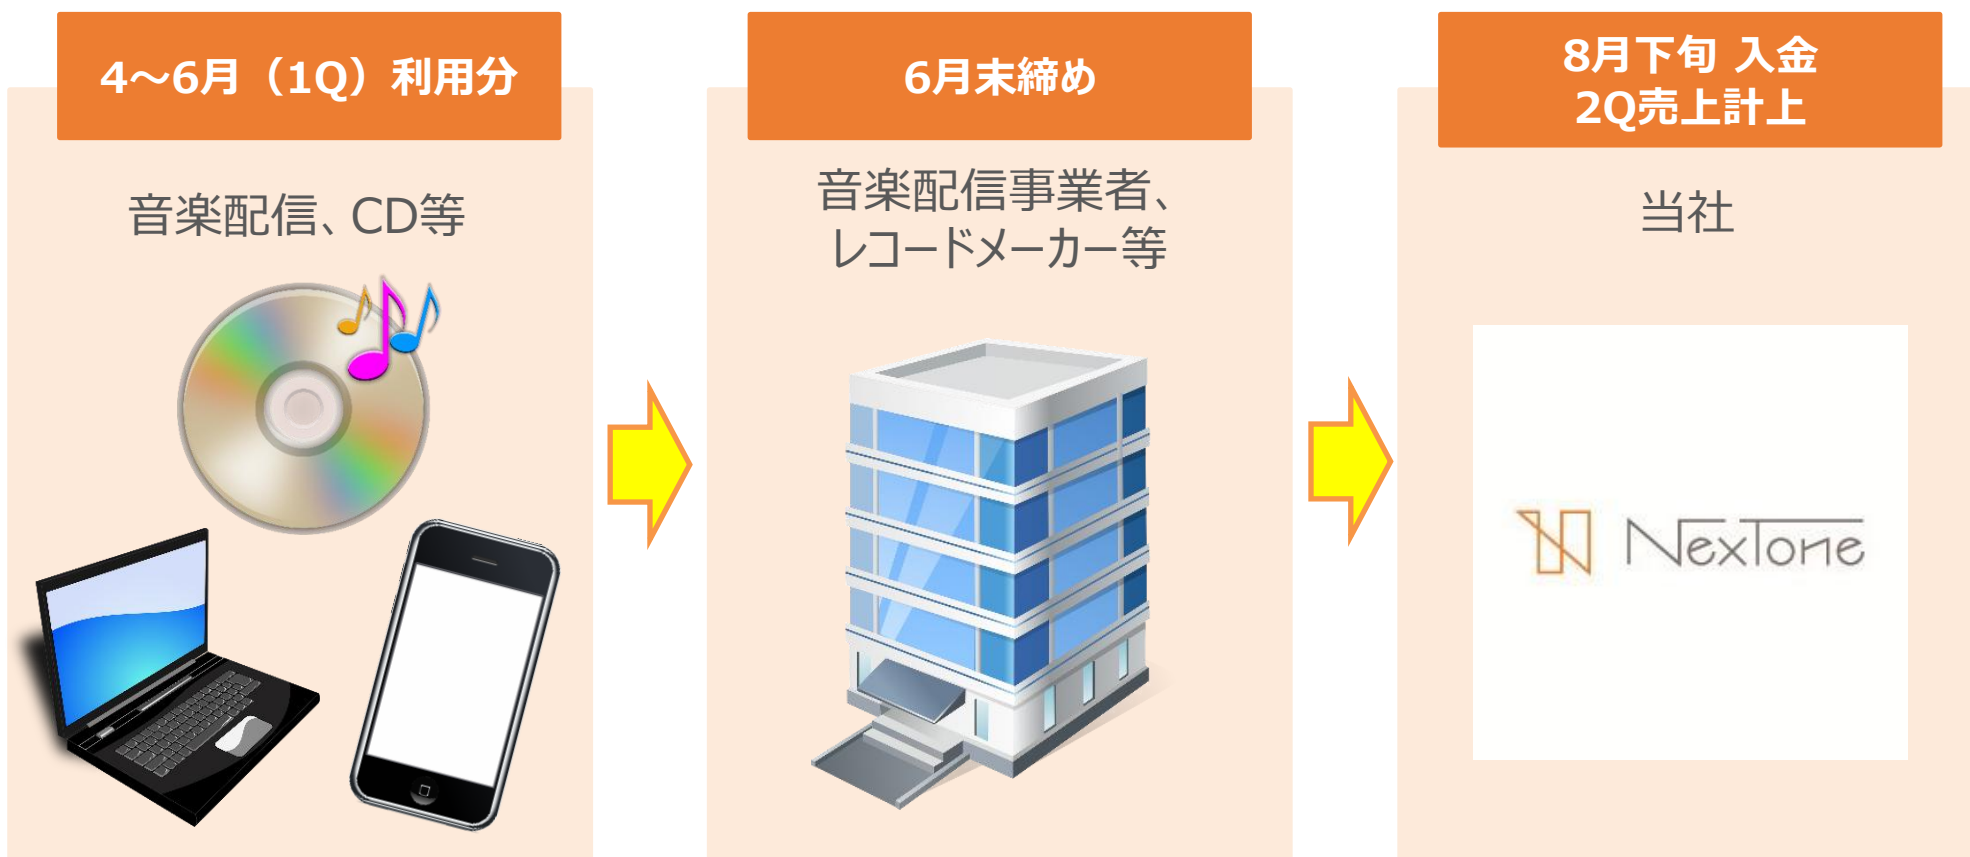 4～6月（1Q）利用分
音楽配信、CD等
6月末締め
音楽配信事業者、
レコードメーカー等
8月下旬 入金
2Q売上計上
当社
NexTone